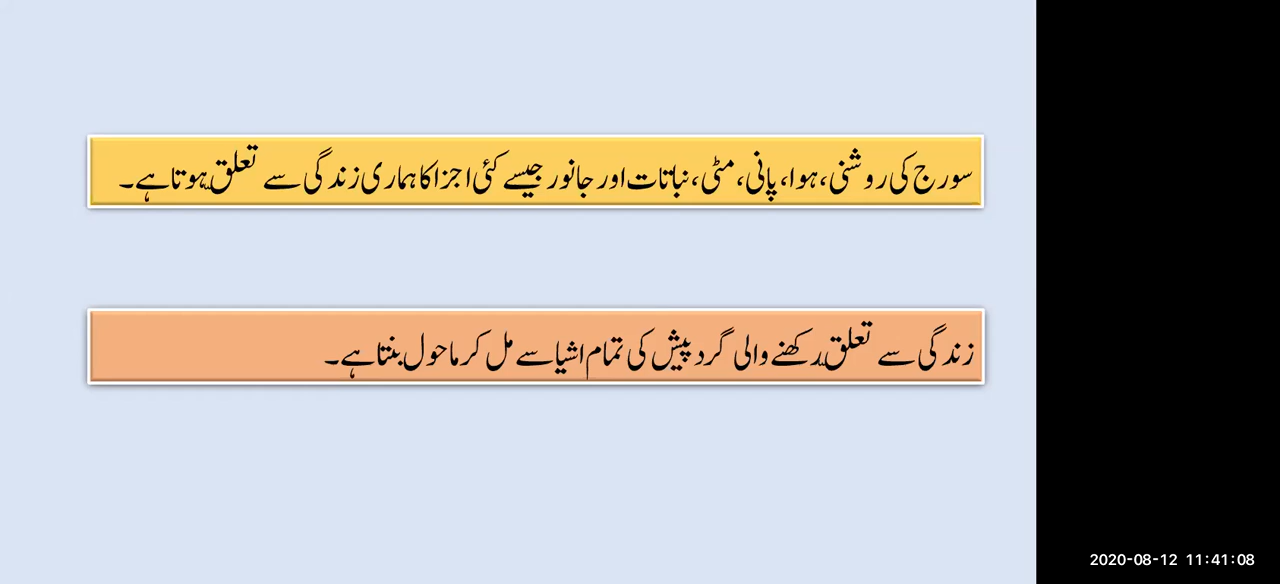 سورج کی روشنی، ہوا، پانی، مٹی، نباتات اور جانور جیسے کئی اجزا کا ہماری زندگی سے تعلق ہوتا ہے۔
زندگی سے تعلق رکھنے والی گرد پیش کی تمام اشیا سے مل کر ماحول بنتا ہے۔
2020-08-12 11:41:08